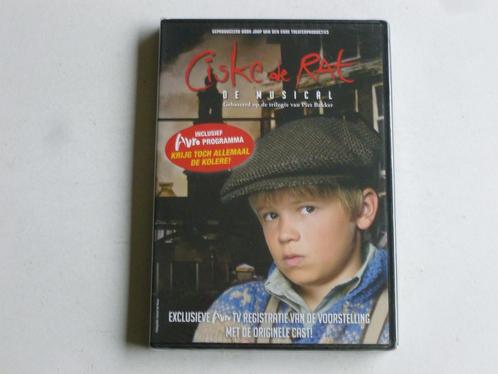 GEPRODUCEERD DOOR JOOP VAN DEN ENDE THEATERPRODUCTIES
Ciske de Rat
DE MUSICAL
Gebaseerd op de trilogie van Piet Bakker
INCLUSIEF
Avro PROGRAMMA
KRIJG TOCH ALLEMAAL
DE KOLERE!
EXCLUSIEVE Avro TV REGISTRATIE VAN DE VOORSTELLING
MET DE ORIGINELE CAST!